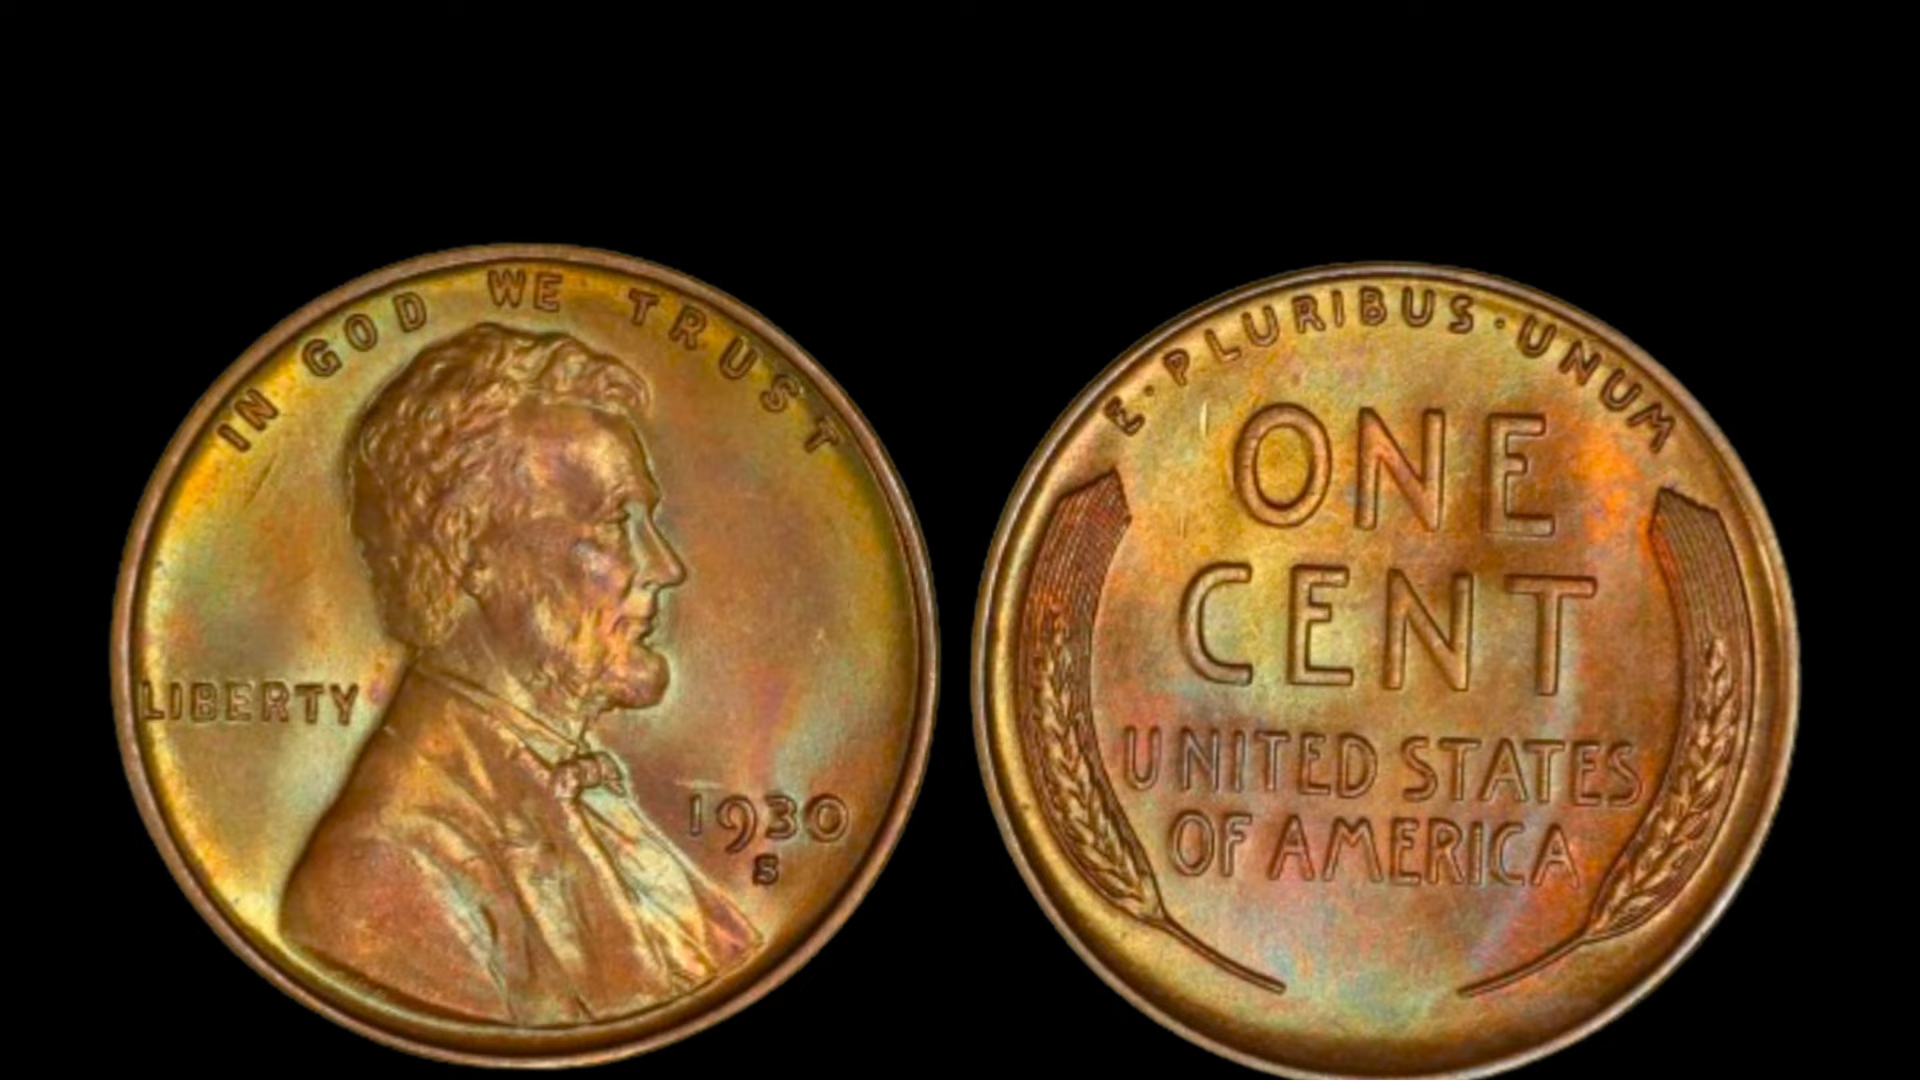 IN GOD WE TRUST
LIBERTY
1930
S
E·PLURIBUS·UNUM
ONE
CENT
UNITED STATES
OF AMERICA